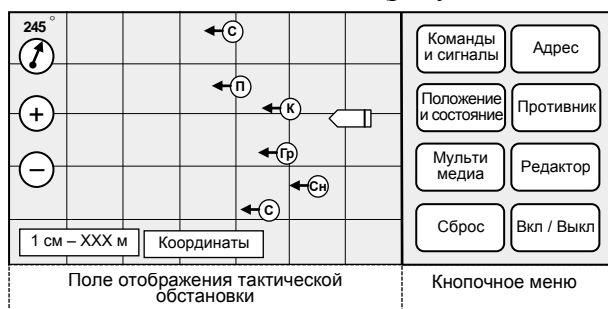 245°
С
П
К
Гр
Сн
С
+
−
1 см – XXX м
Координаты
Команды
и сигналы
Адрес
Положение
и состояние
Противник
Мульти
медиа
Редактор
Сброс
Вкл / Выкл
Поле отображения тактической
обстановки
Кнопочное меню